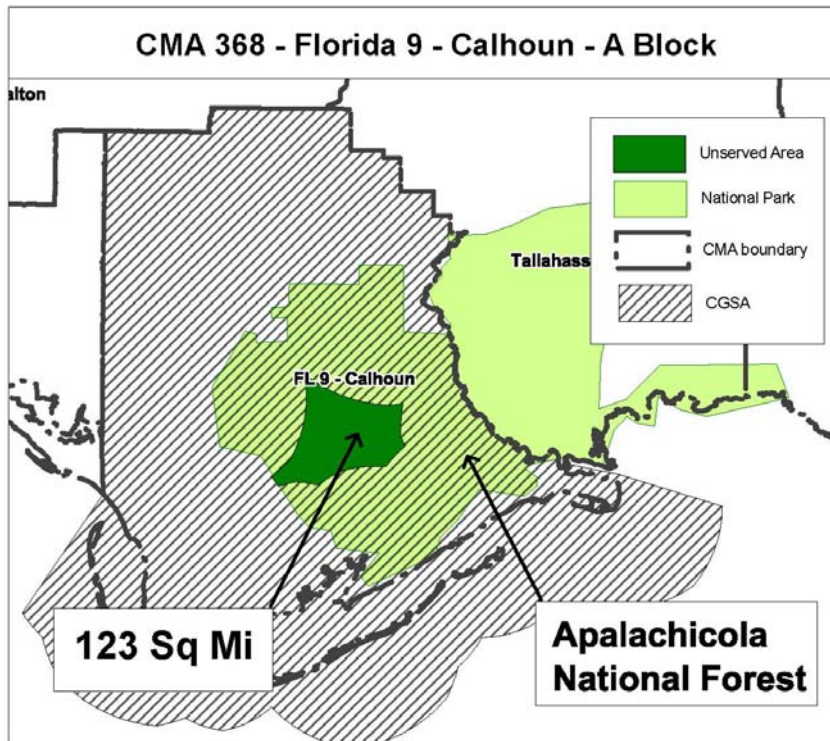 CMA 368 - Florida 9 - Calhoun - A Block
alton
Unserved Area
National Park
Tallahass
CMA boundary
CGSA
FL 9 - Calhoun
123 Sq Mi
Apalachicola
National Forest